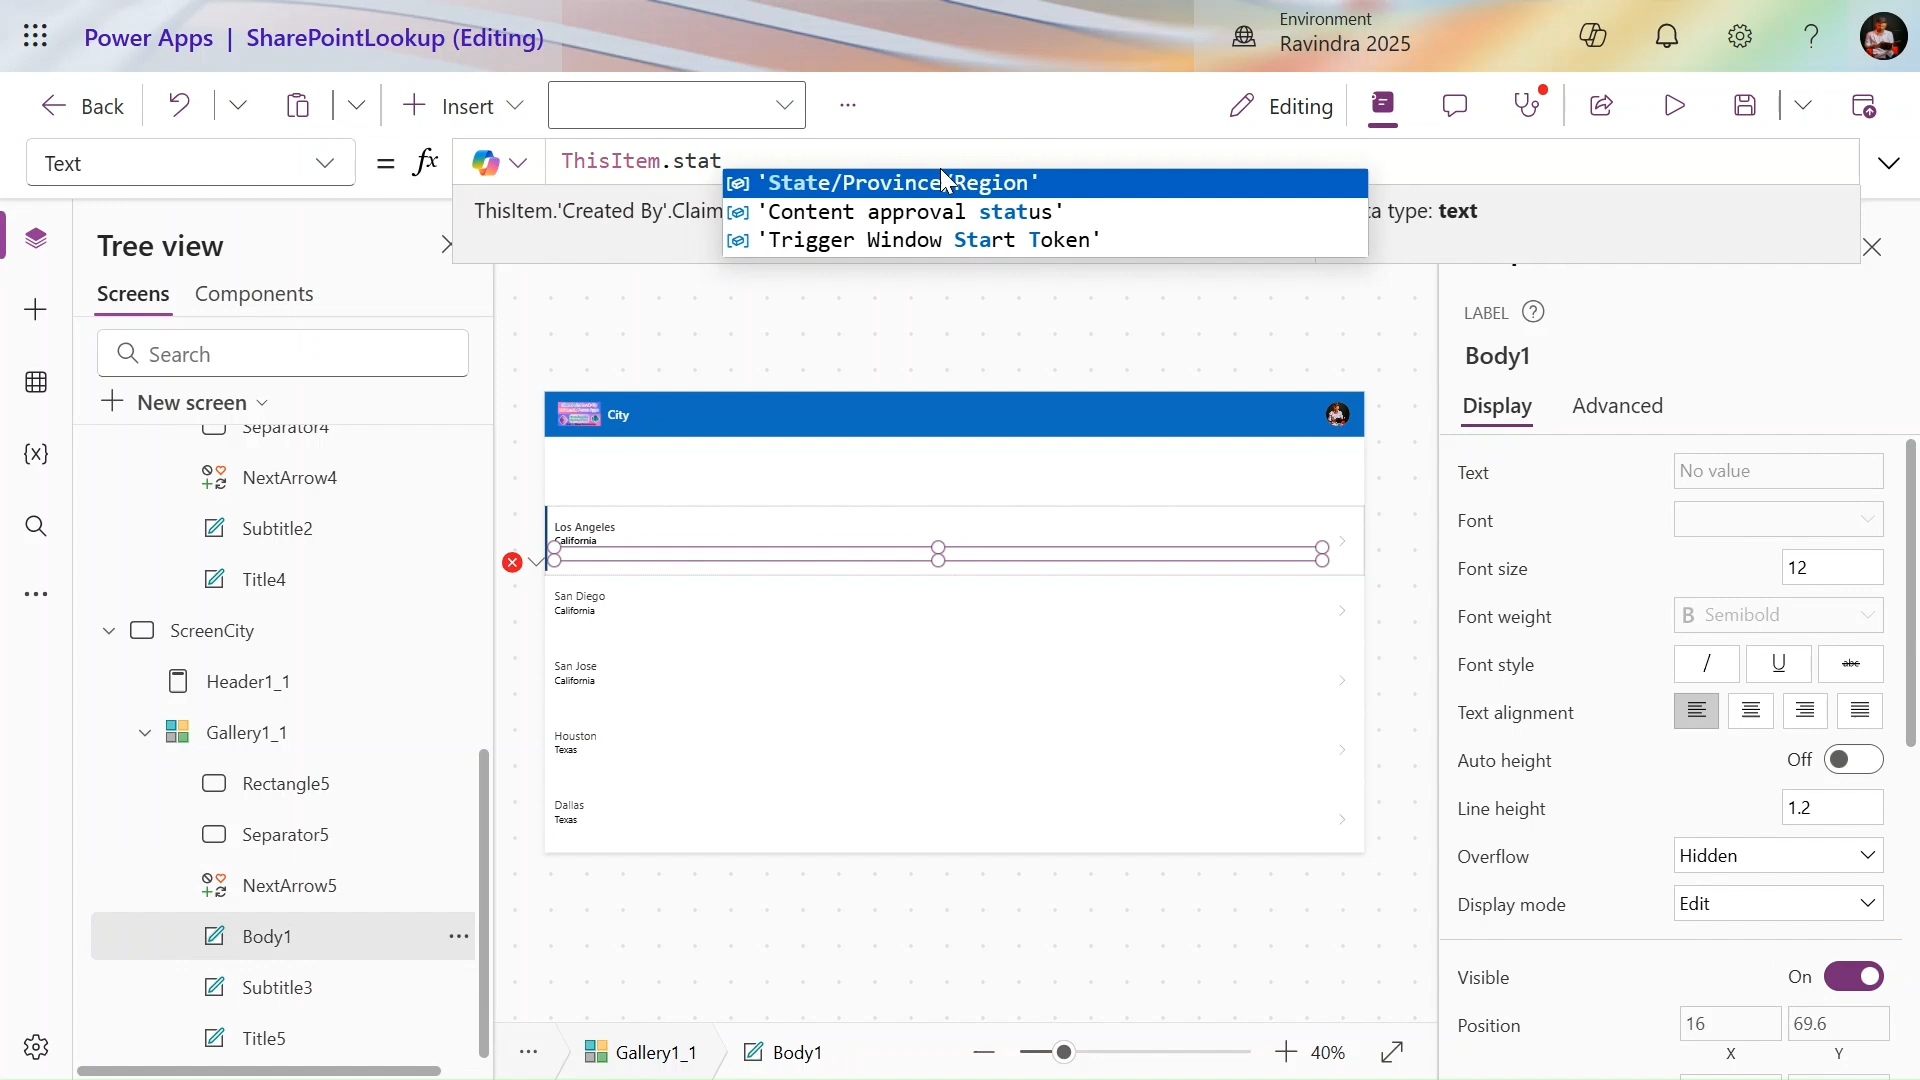 Power Apps | SharePointLookup (Editing)
Environment
Ravindra 2025
Back
Insert
Editing
Text
= fx
ThisItem.stat
'State/Province/Region'
'Content approval status'
'Trigger Window Start Token'
ThisItem.'Created By'.Claim
a type: text
Tree view
Screens
Components
Search
New screen
Separator4
NextArrow4
Subtitle2
Title4
ScreenCity
Header1_1
Gallery1_1
Rectangle5
Separator5
NextArrow5
Body1
Subtitle3
Title5
City
Los Angeles
California
San Diego
California
San Jose
California
Houston
Texas
Dallas
Texas
Gallery1_1
Body1
40%
LABEL
Body1
Display
Advanced
Text
No value
Font
Font size
12
Font weight
B Semibold
Font style
/ U abc
Text alignment
Auto height
Off
Line height
1.2
Overflow
Hidden
Display mode
Edit
Visible
On
Position
16
69.6
X
Y